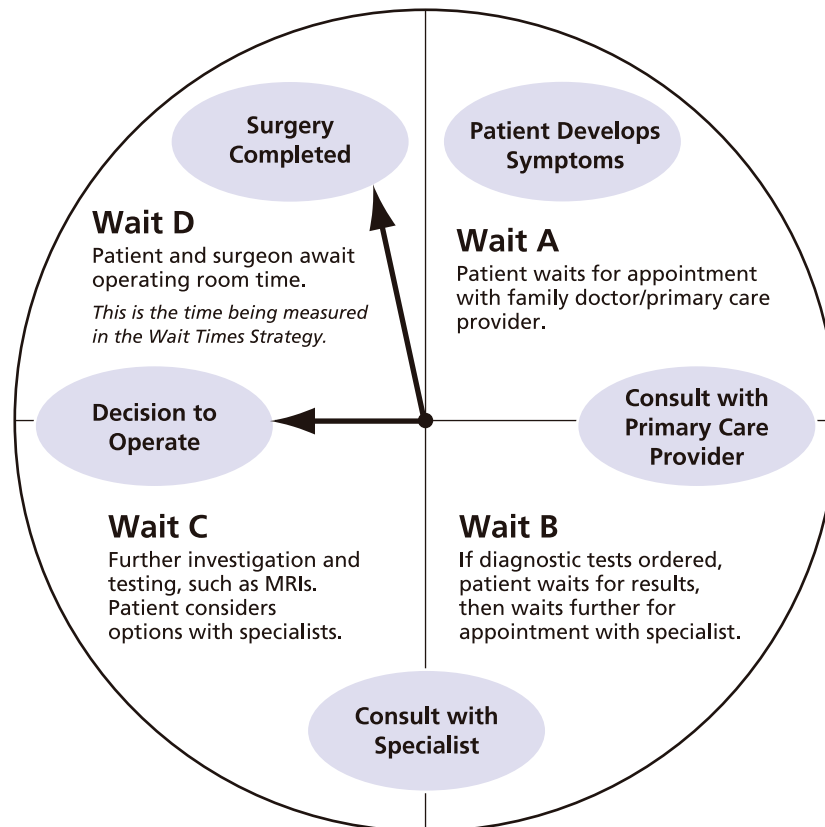 Surgery
Completed
Patient Develops
Symptoms
Wait D
Patient and surgeon await
operating room time.
This is the time being measured
in the Wait Times Strategy.
Wait A
Patient waits for appointment
with family doctor/primary care
provider.
Decision to
Operate
Consult with
Primary Care
Provider
Wait C
Further investigation and
testing, such as MRIs.
Patient considers
options with specialists.
Wait B
If diagnostic tests ordered,
patient waits for results,
then waits further for
appointment with specialist.
Consult with
Specialist